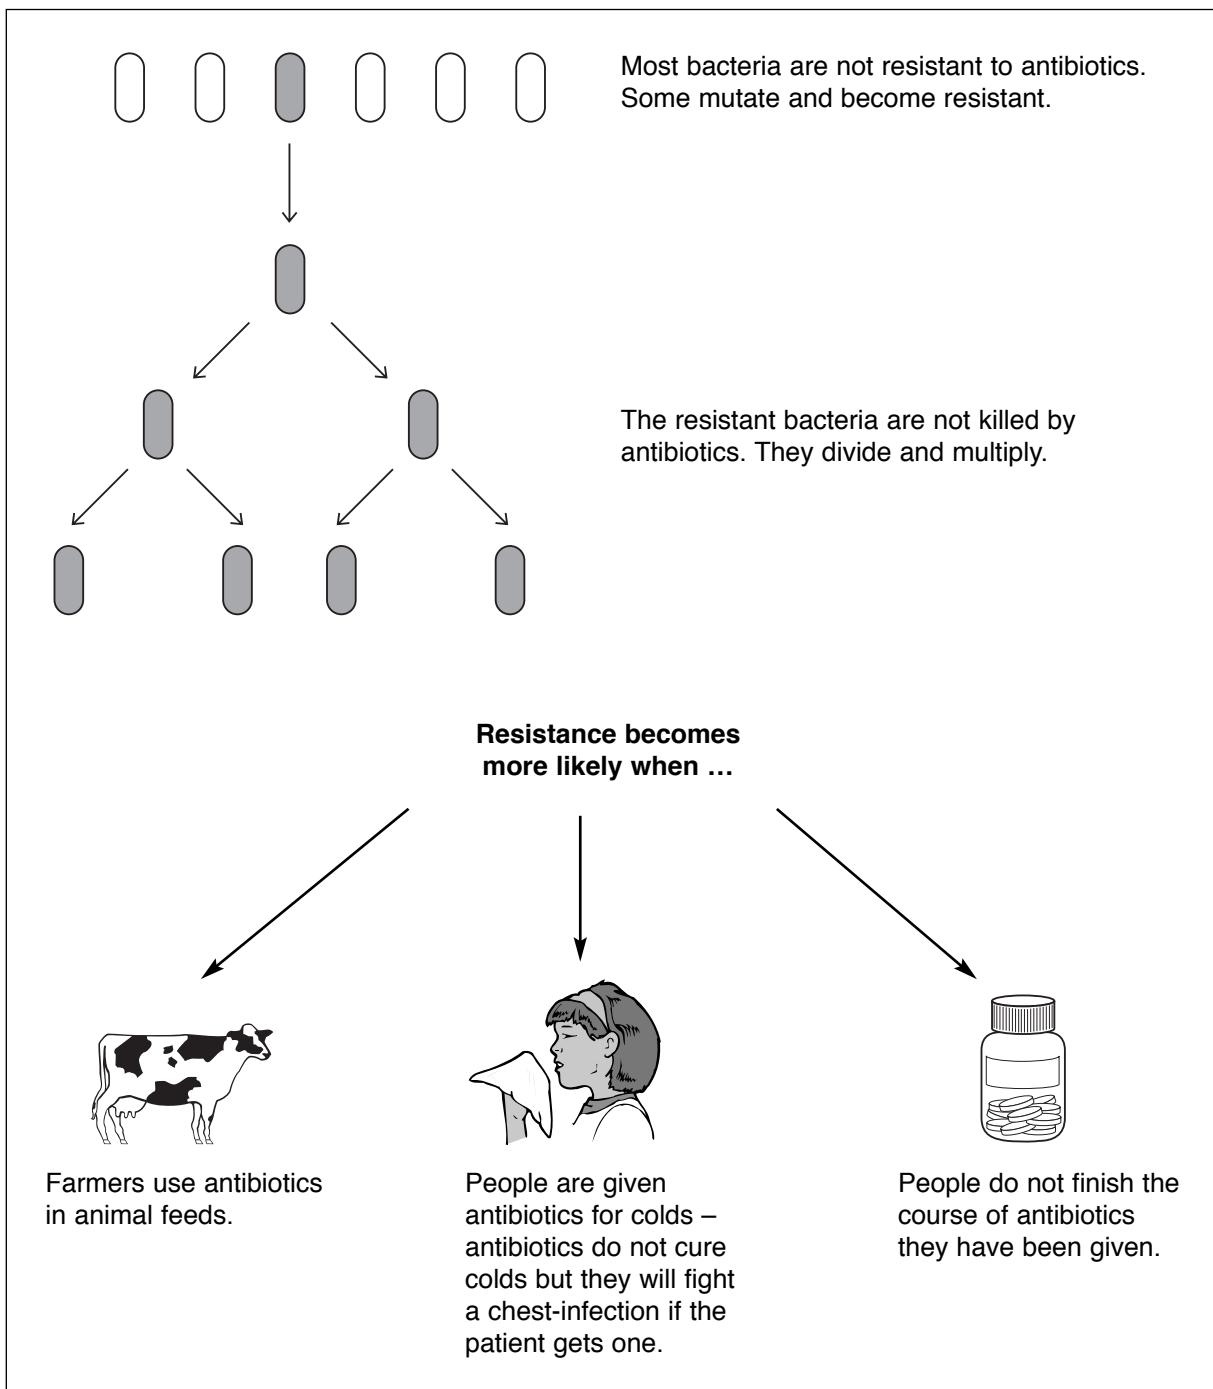 Most bacteria are not resistant to antibiotics.
Some mutate and become resistant.
The resistant bacteria are not killed by
antibiotics. They divide and multiply.
Resistance becomes
more likely when …
Farmers use antibiotics
in animal feeds.
People are given
antibiotics for colds –
antibiotics do not cure
colds but they will fight
a chest-infection if the
patient gets one.
People do not finish the
course of antibiotics
they have been given.